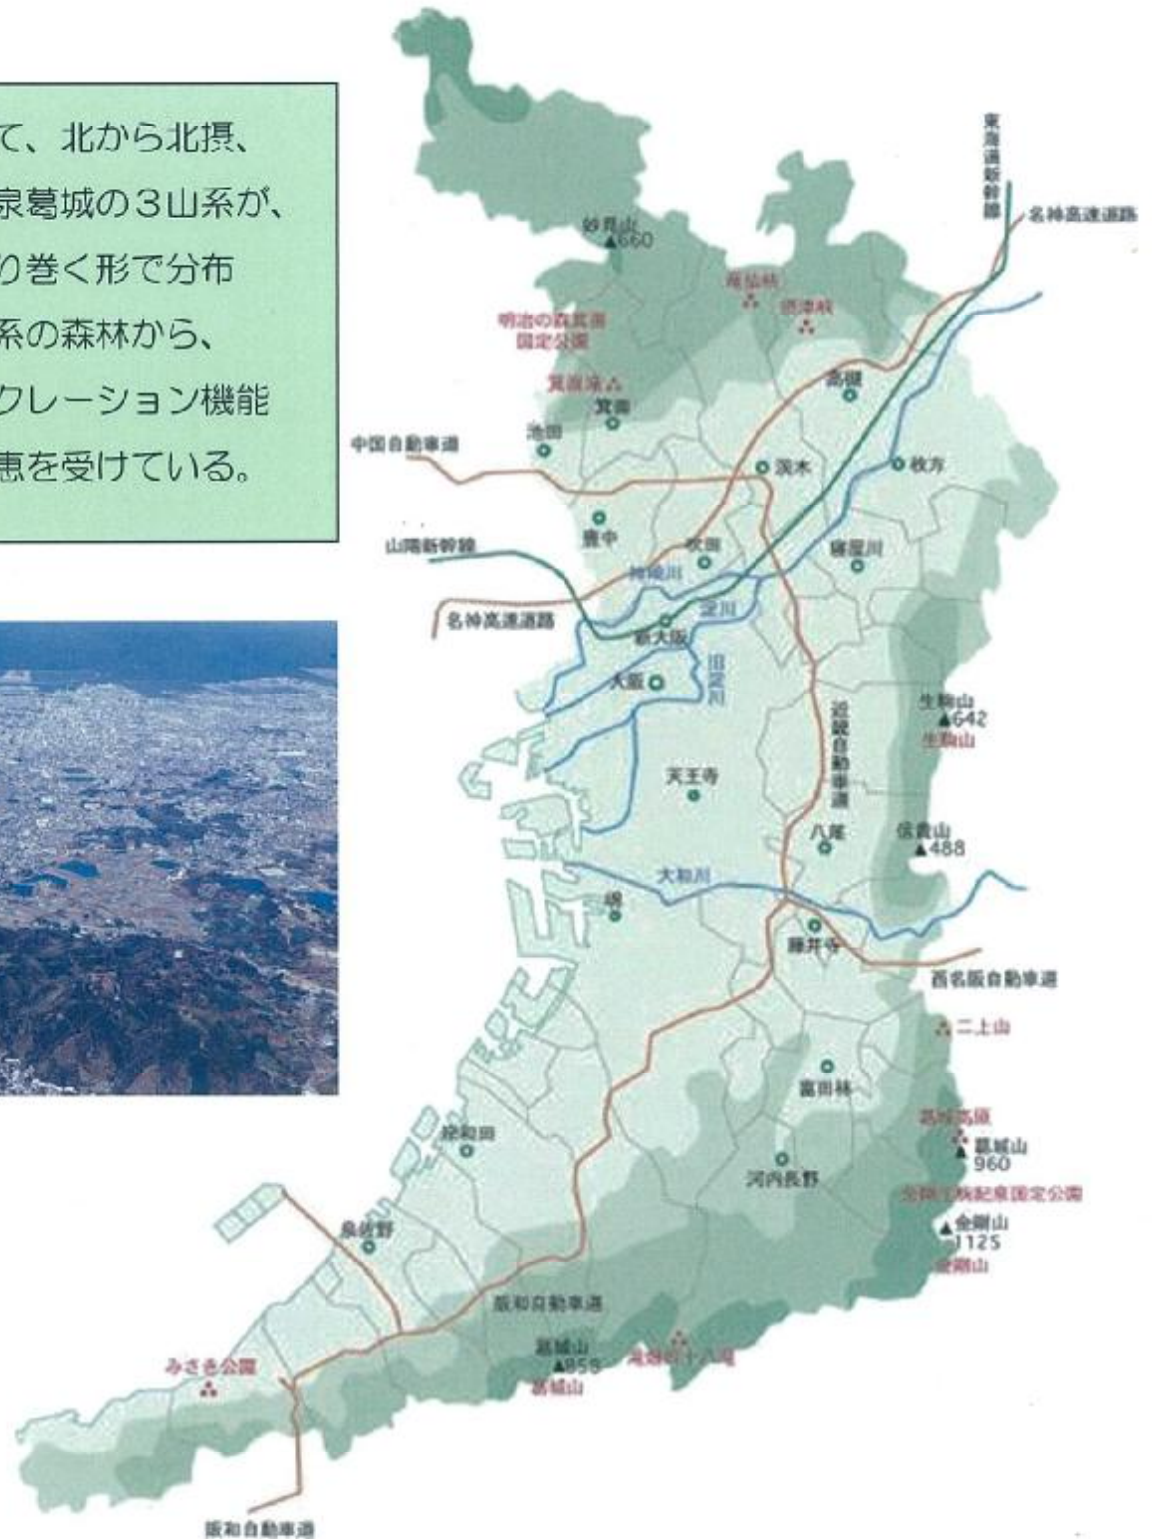 て、北から北摂、
泉葛城の3山系が、
り巻く形で分布
系の森林から、
クレーション機能
恵を受けている。
東海道新幹線
名神高速道路
妙見山
▲660
摂津峡
明治の森箕面
国定公園
箕面滝
高槻
箕面
池田
中国自動車道
茨木
枚方
豊中
山陽新幹線
吹田
寝屋川
神崎川
淀川
名神高速道路
新大阪
旧淀川
大阪
生駒山
▲642
生駒山
近畿自動車道
天王寺
八尾
信貴山
▲488
大和川
堺
藤井寺
西名阪自動車道
二上山
富田林
葛城高原
葛城山
960
岸和田
河内長野
金剛生駒紀泉国定公園
金剛山
1125
金剛山
泉佐野
阪和自動車道
葛城山
▲858
葛城山
みさき公園
阪和自動車道